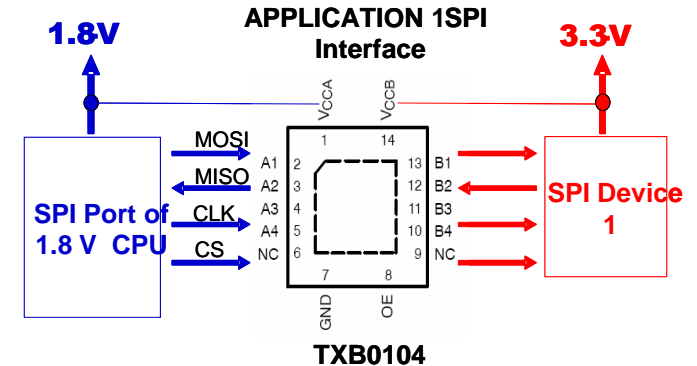 APPLICATION 1SPI
Interface
1.8V
3.3V
VCCA
VCCB
1
14
MOSI
A1
2
13
B1
MISO
A2
3
12
B2
CLK
A3
4
11
B3
A4
5
10
B4
CS
NC
6
9
NC
7
8
GND
OE
SPI Port of
1.8 V CPU
SPI Device
1
TXB0104